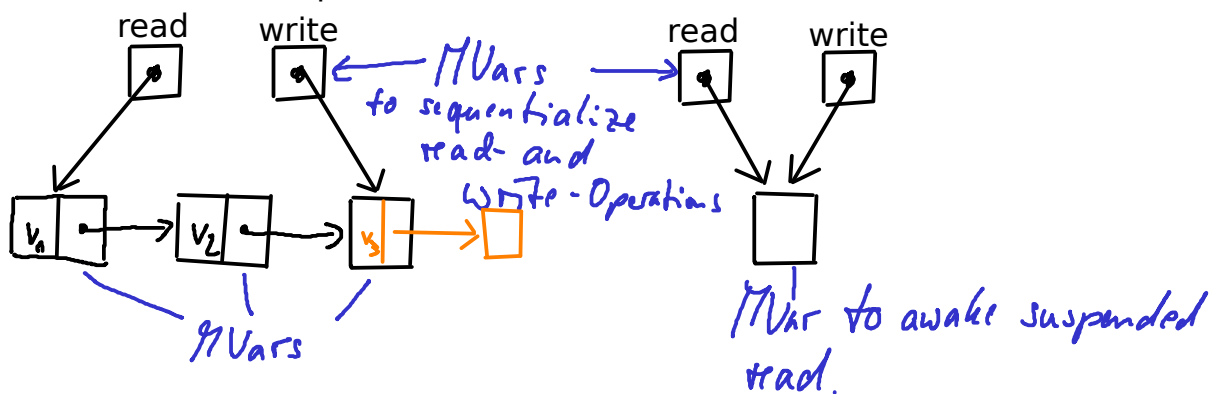 read write read write
MVars
to sequentialize
read- and
write-Operations
v1 v2 v3
MVars
MVar to awake suspended
read.